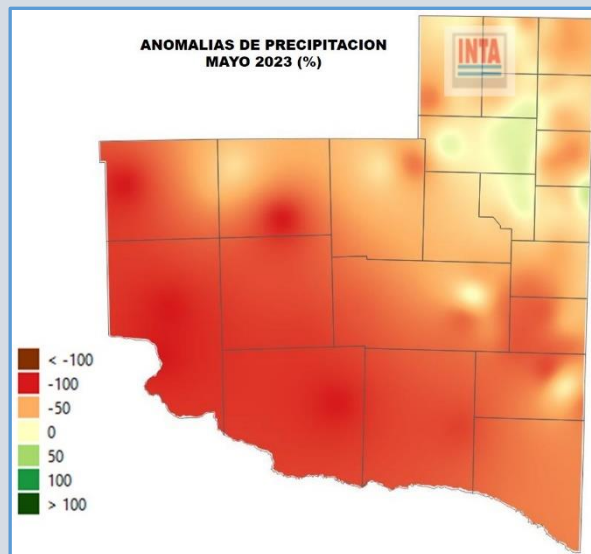 ANOMALIAS DE PRECIPITACION
MAYO 2023 (%)
INTA
< -100
-100
-50
0
50
100
> 100